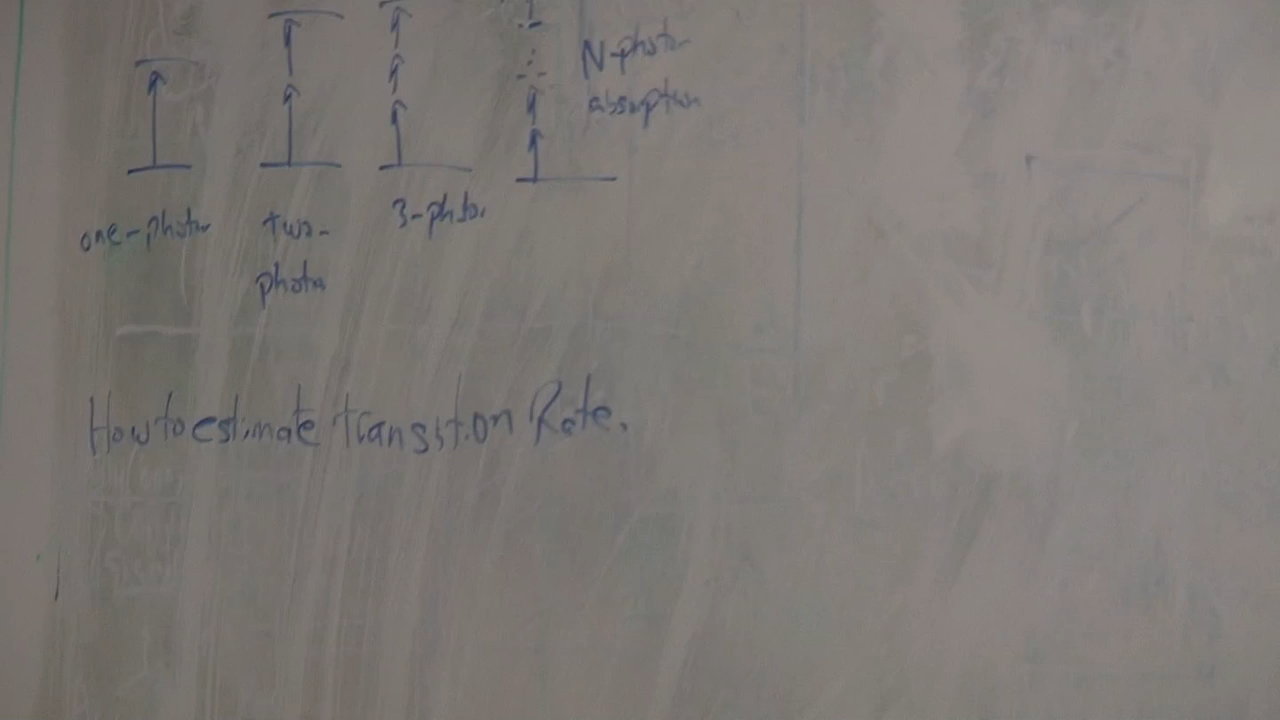 N-photon
absorption
one-photon
two-
photon
3-photon
How to estimate transition Rate.